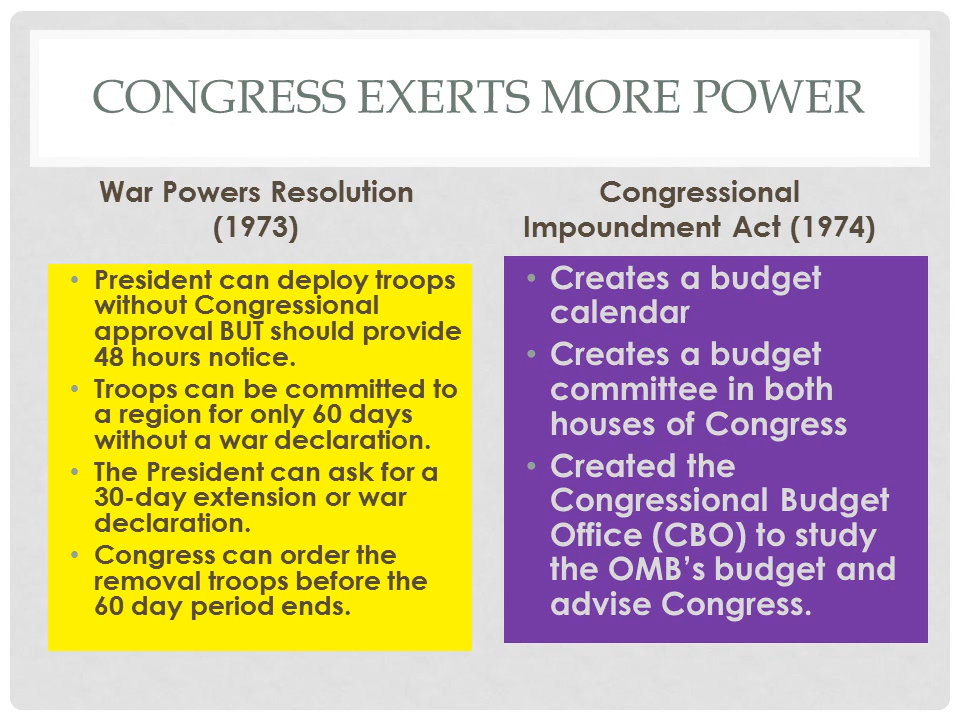 CONGRESS EXERTS MORE POWER
War Powers Resolution
(1973)
• President can deploy troops
without Congressional
approval BUT should provide
48 hours notice.
• Troops can be committed to
a region for only 60 days
without a war declaration.
• The President can ask for a
30-day extension or war
declaration.
• Congress can order the
removal troops before the
60 day period ends.
Congressional
Impoundment Act (1974)
• Creates a budget
calendar
• Creates a budget
committee in both
houses of Congress
• Created the
Congressional Budget
Office (CBO) to study
the OMB's budget and
advise Congress.